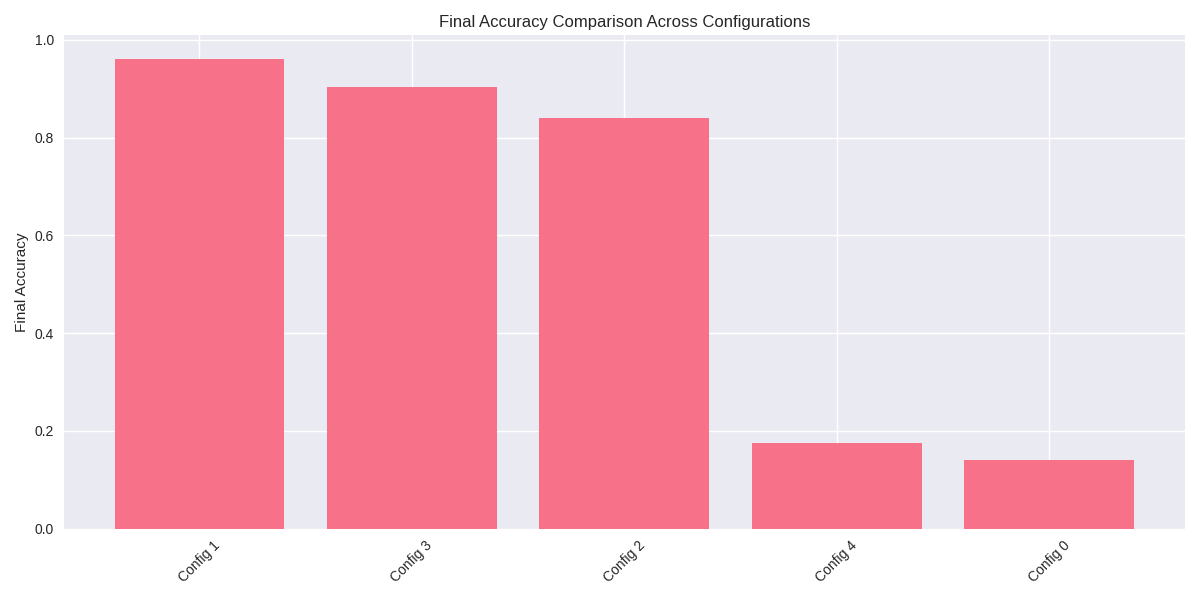 Final Accuracy Comparison Across Configurations
Final Accuracy
1.0
0.8
0.6
0.4
0.2
0.0
Config 1
Config 3
Config 2
Config 4
Config 0